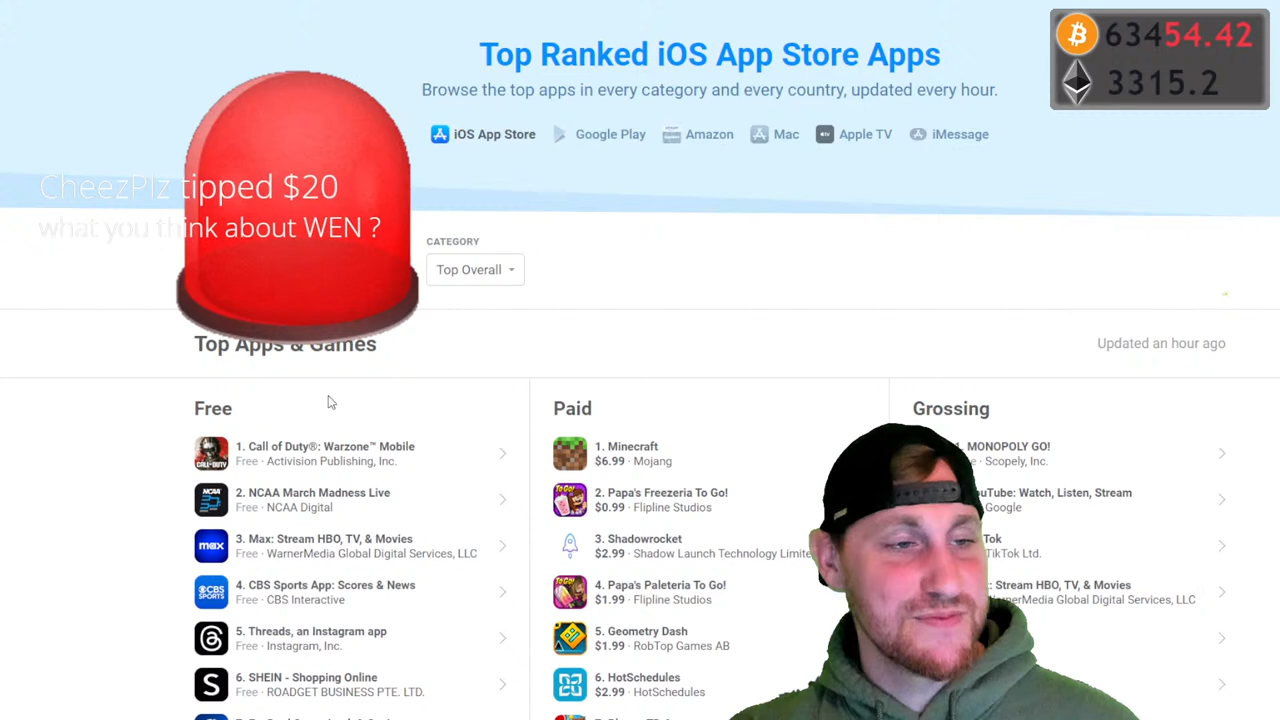 Top Ranked iOS App Store Apps
Browse the top apps in every category and every country, updated every hour.
iOS App Store
Google Play
Amazon
Mac
Apple TV
iMessage
63454.42
3315.2
CheezPlz tipped $20
what you think about WEN ?
CATEGORY
Top Overall
Top Apps & Games
Updated an hour ago
Free
1. Call of Duty®: Warzone™ Mobile
Free · Activision Publishing, Inc.
2. NCAA March Madness Live
Free · NCAA Digital
3. Max: Stream HBO, TV, & Movies
Free · WarnerMedia Global Digital Services, LLC
4. CBS Sports App: Scores & News
Free · CBS Interactive
5. Threads, an Instagram app
Free · Instagram, Inc.
6. SHEIN - Shopping Online
Free · ROADGET BUSINESS PTE. LTD.
Paid
1. Minecraft
$6.99 · Mojang
2. Papa's Freezeria To Go!
$0.99 · Flipline Studios
3. Shadowrocket
$2.99 · Shadow Launch Technology Limite
4. Papa's Paleteria To Go!
$1.99 · Flipline Studios
5. Geometry Dash
$1.99 · RobTop Games AB
6. HotSchedules
$2.99 · HotSchedules
Grossing
1. MONOPOLY GO!
Scopely, Inc.
Watch, Listen, Stream
Google
Tok
TikTok Ltd.
Stream HBO, TV, & Movies
WarnerMedia Global Digital Services, LLC